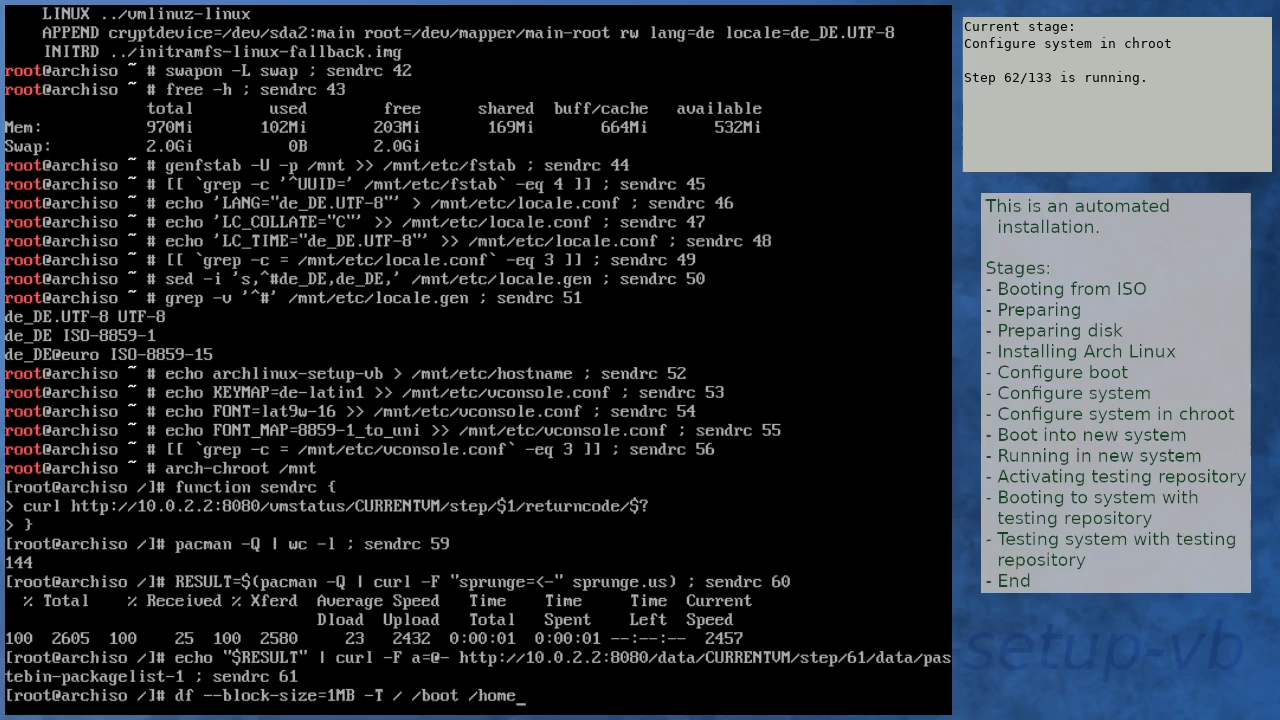 LINUX ../vmlinuz-linux
APPEND cryptdevice=/dev/sda2:main root=/dev/mapper/main-root rw lang=de locale=de_DE.UTF-8
INITRD ../initramfs-linux-fallback.img
root@archiso ~ # swapon -L swap ; sendrc 42
root@archiso ~ # free -h ; sendrc 43
total used free shared buff/cache available
Mem: 970Mi 102Mi 203Mi 169Mi 664Mi 532Mi
Swap: 2.0Gi 0B 2.0Gi
root@archiso ~ # genfstab -U -p /mnt >> /mnt/etc/fstab ; sendrc 44
root@archiso ~ # [[ `grep -c '^UUID=' /mnt/etc/fstab` -eq 4 ]] ; sendrc 45
root@archiso ~ # echo 'LANG="de_DE.UTF-8"' > /mnt/etc/locale.conf ; sendrc 46
root@archiso ~ # echo 'LC_COLLATE="C"' >> /mnt/etc/locale.conf ; sendrc 47
root@archiso ~ # echo 'LC_TIME="de_DE.UTF-8"' >> /mnt/etc/locale.conf ; sendrc 48
root@archiso ~ # [[ `grep -c = /mnt/etc/locale.conf` -eq 3 ]] ; sendrc 49
root@archiso ~ # sed -i 's,^#de_DE,de_DE,' /mnt/etc/locale.gen ; sendrc 50
root@archiso ~ # grep -v '^#' /mnt/etc/locale.gen ; sendrc 51
de_DE.UTF-8 UTF-8
de_DE ISO-8859-1
de_DE@euro ISO-8859-15
root@archiso ~ # echo archlinux-setup-vb > /mnt/etc/hostname ; sendrc 52
root@archiso ~ # echo KEYMAP=de-latin1 >> /mnt/etc/vconsole.conf ; sendrc 53
root@archiso ~ # echo FONT=lat9w-16 >> /mnt/etc/vconsole.conf ; sendrc 54
root@archiso ~ # echo FONT_MAP=8859-1_to_uni >> /mnt/etc/vconsole.conf ; sendrc 55
root@archiso ~ # [[ `grep -c = /mnt/etc/vconsole.conf` -eq 3 ]] ; sendrc 56
root@archiso ~ # arch-chroot /mnt
[root@archiso /]# function sendrc {
> curl http://10.0.2.2:8080/vmstatus/CURRENTVM/step/$1/returncode/$?
> }
[root@archiso /]# pacman -Q | wc -l ; sendrc 59
144
[root@archiso /]# RESULT=$(pacman -Q | curl -F "sprunge=<-" sprunge.us) ; sendrc 60
% Total % Received % Xferd Average Speed Time Time Time Current
Dload Upload Total Spent Left Speed
100 2605 100 25 100 2580 23 2432 0:00:01 0:00:01 --:--:-- 2457
[root@archiso /]# echo "$RESULT" | curl -F a=@- http://10.0.2.2:8080/data/CURRENTVM/step/61/data/pas
tebin-packagelist-1 ; sendrc 61
[root@archiso /]# df --block-size=1MB -T / /boot /home_
Current stage:
Configure system in chroot
Step 62/133 is running.
This is an automated
installation.
Stages:
- Booting from ISO
- Preparing
- Preparing disk
- Installing Arch Linux
- Configure boot
- Configure system
- Configure system in chroot
- Boot into new system
- Running in new system
- Activating testing repository
- Booting to system with
testing repository
- Testing system with testing
repository
- End
setup-vb